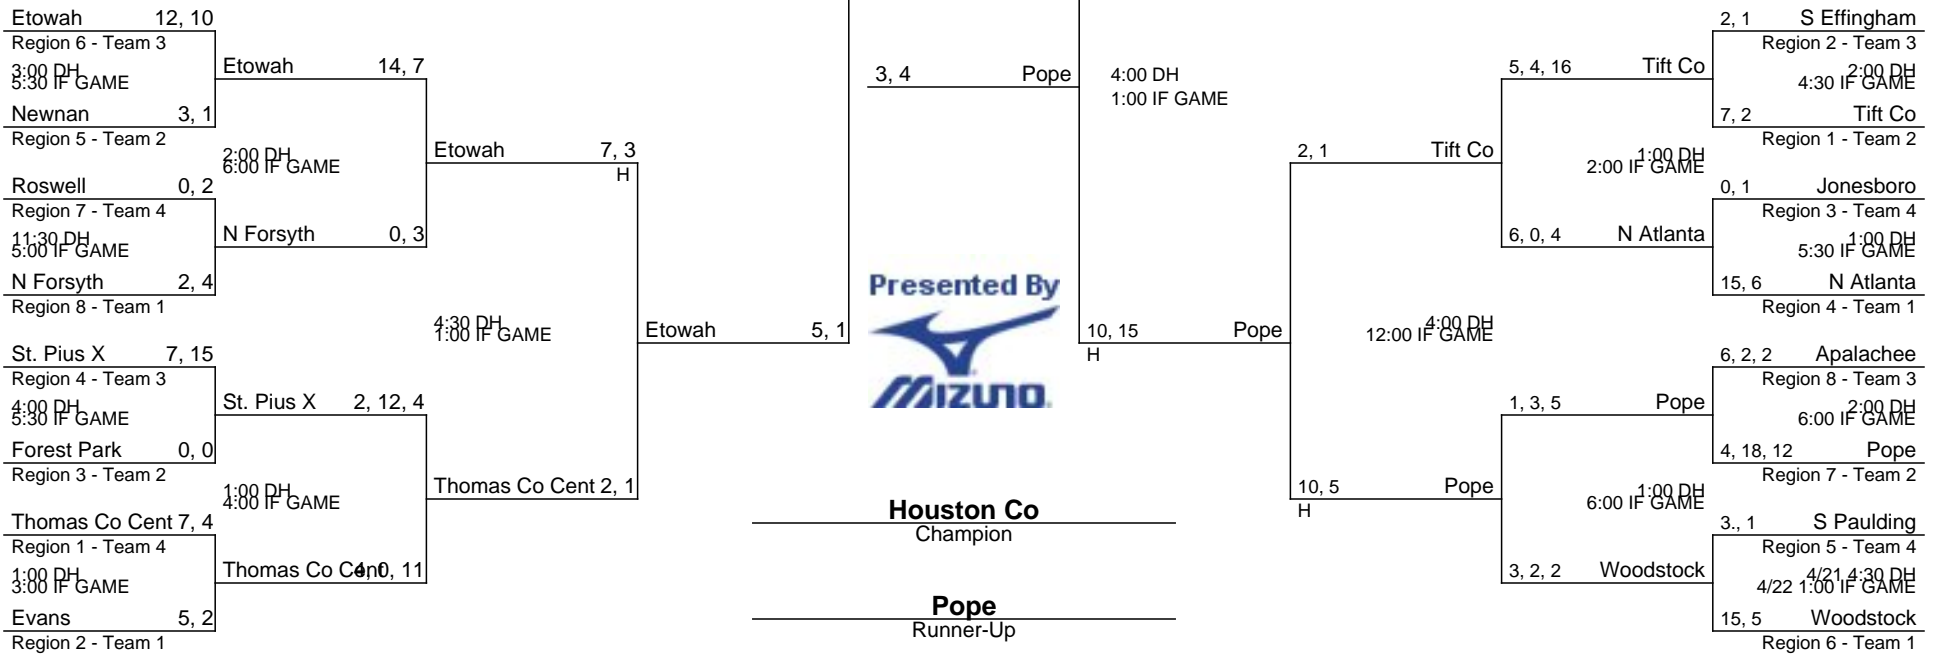 Etowah 12, 10
Region 6 - Team 3
3:00 DH
5:30 IF GAME
Newnan 3, 1
Region 5 - Team 2
Roswell 0, 2
Region 7 - Team 4
11:30 DH
5:00 IF GAME
N Forsyth 2, 4
Region 8 - Team 1
St. Pius X 7, 15
Region 4 - Team 3
4:00 DH
5:30 IF GAME
Forest Park 0, 0
Region 3 - Team 2
Thomas Co Cent 7, 4
Region 1 - Team 4
1:00 DH
3:00 IF GAME
Evans 5, 2
Region 2 - Team 1
Etowah 14, 7
2:00 DH
6:00 IF GAME
N Forsyth 0, 3
St. Pius X 2, 12, 4
1:00 DH
4:00 IF GAME
Thomas Co Cent 4, 0, 11
Etowah 7, 3
H
4:30 DH
1:00 IF GAME
Thomas Co Cent 2, 1
Etowah 5, 1
3, 4 Pope
Presented By
MIZUNO
Houston Co
Champion
Pope
Runner-Up
4:00 DH
1:00 IF GAME
10, 15 Pope
H
2, 1 Tift Co
4:00 DH
12:00 IF GAME
10, 5 Pope
H
5, 4, 16 Tift Co
1:00 DH
2:00 IF GAME
6, 0, 4 N Atlanta
1, 3, 5 Pope
1:00 DH
6:00 IF GAME
3, 2, 2 Woodstock
2, 1 S Effingham
Region 2 - Team 3
2:00 DH
4:30 IF GAME
7, 2 Tift Co
Region 1 - Team 2
0, 1 Jonesboro
Region 3 - Team 4
1:00 DH
5:30 IF GAME
15, 6 N Atlanta
Region 4 - Team 1
6, 2, 2 Apalachee
Region 8 - Team 3
2:00 DH
6:00 IF GAME
4, 18, 12 Pope
Region 7 - Team 2
3., 1 S Paulding
Region 5 - Team 4
4/21 4:30 DH
4/22 1:00 IF GAME
15, 5 Woodstock
Region 6 - Team 1